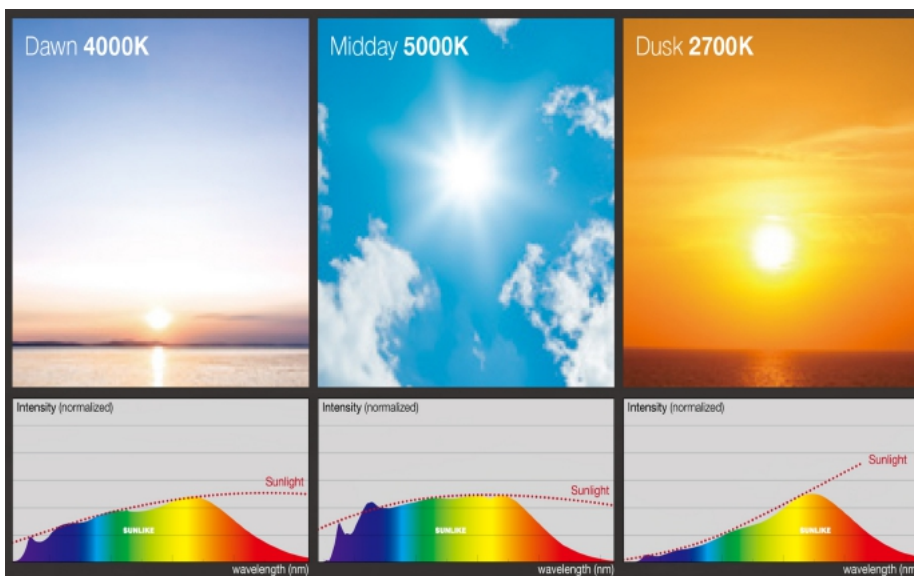 Dawn 4000K
Midday 5000K
Dusk 2700K
Intensity (normalized)
Sunlight
SUNLIKE
wavelength (nm)
Intensity (normalized)
Sunlight
SUNLIKE
wavelength (nm)
Intensity (normalized)
Sunlight
SUNLIKE
wavelength (nm)